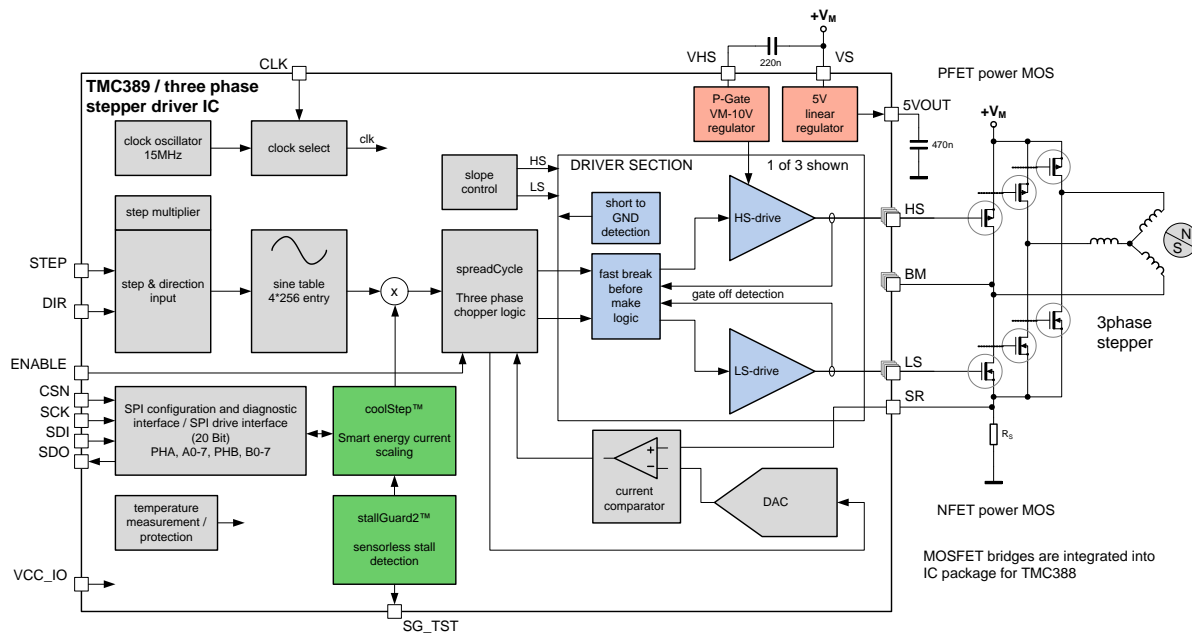 +VM
VHS
VS
220n
CLK
TMC389 / three phase
stepper driver IC
PFET power MOS
P-Gate
VM-10V
regulator
5V
linear
regulator
5VOUT
+VM
470n
clock oscillator
15MHz
clock select
clk
slope
control
HS
LS
DRIVER SECTION
1 of 3 shown
step multiplier
short to
GND
detection
HS-drive
HS
N
S
STEP
DIR
step & direction
input
sine table
4*256 entry
x
spreadCycle
Three phase
chopper logic
fast break
before
make
logic
gate off detection
BM
3phase
stepper
ENABLE
LS-drive
LS
CSN
SCK
SDI
SDO
SPI configuration and diagnostic
interface / SPI drive interface
(20 Bit)
PHA, A0-7, PHB, B0-7
coolStep™
Smart energy current
scaling
SR
RS
+
−
current
comparator
DAC
temperature
measurement /
protection
stallGuard2™
sensorless stall
detection
NFET power MOS
MOSFET bridges are integrated into
IC package for TMC388
VCC_IO
SG_TST